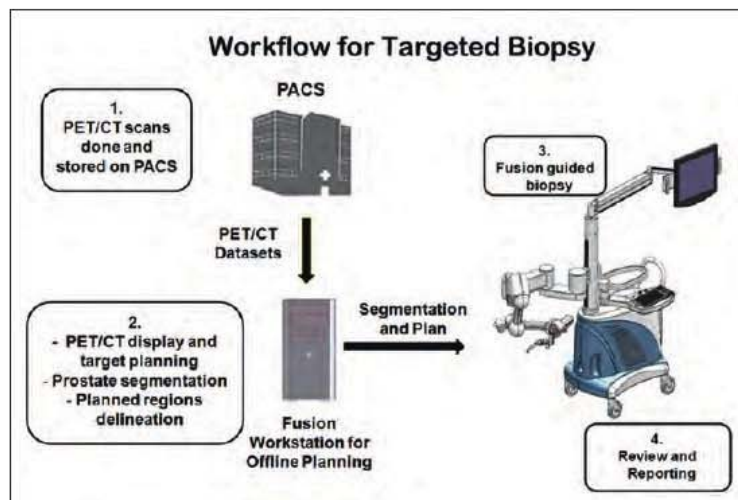 Workflow for Targeted Biopsy
PACS
1.
PET/CT scans
done and
stored on PACS
PET/CT
Datasets
2.
- PET/CT display and
target planning
- Prostate segmentation
- Planned regions
delineation
Fusion
Workstation for
Offline Planning
Segmentation
and Plan
3.
Fusion guided
biopsy
4.
Review and
Reporting